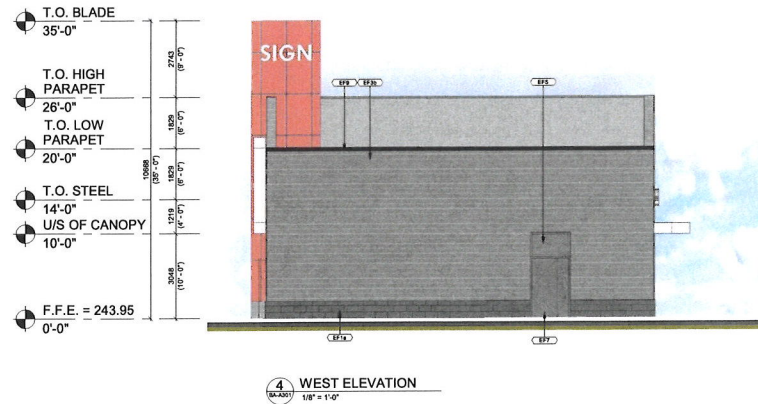 T.O. BLADE
35'-0"
T.O. HIGH
PARAPET
26'-0"
T.O. LOW
PARAPET
20'-0"
T.O. STEEL
14'-0"
U/S OF CANOPY
10'-0"
F.F.E. = 243.95
0'-0"
10668
(35'-0")
2743
(9'-0")
1829
(6'-0")
1829
(6'-0")
1219
(4'-0")
3048
(10'-0")
SIGN
EF9
EF3b
EF5
EF1a
EF7
4
BA-A301
WEST ELEVATION
1/8" = 1'-0"